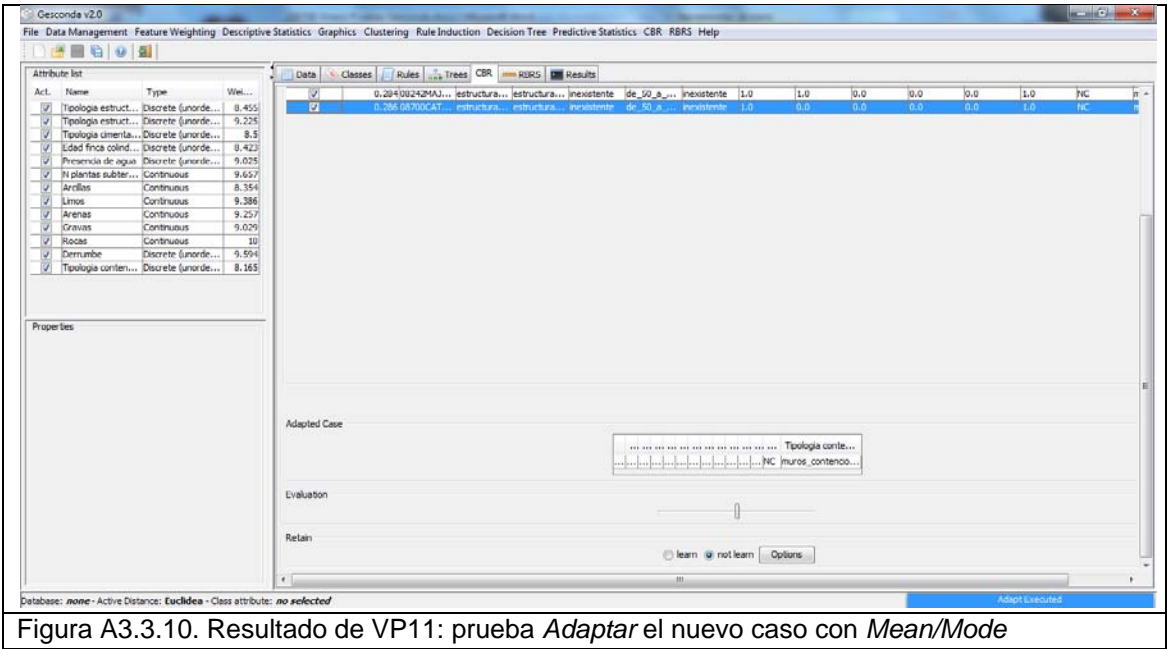 Gesconda v2.0
File Data Management Feature Weighting Descriptive Statistics Graphics Clustering Rule Induction Decision Tree Predictive Statistics CBR RBRS Help
Attribute list
Act. Name Type Wei...
Tipologia estruct... Discrete (unorde... 8.455
Tipologia estruct... Discrete (unorde... 9.225
Tipologia cimenta... Discrete (unorde... 8.5
Edad finca colind... Discrete (unorde... 8.423
Presencia de agua Discrete (unorde... 9.025
N plantas subter... Continuous 9.657
Arcillas Continuous 8.354
Limos Continuous 9.386
Arenas Continuous 9.257
Gravas Continuous 9.029
Rocas Continuous 10
Derrumbe Discrete (unorde... 9.594
Tipologia conten... Discrete (unorde... 8.165
Properties
Data Classes Rules Trees CBR RBRS Results
0.284 08242MAJ... estructura... estructura... inexistente de_50_a_... inexistente 1.0 1.0 0.0 0.0 0.0 1.0 NC
0.286 08700CAT... estructura... estructura... inexistente de_50_a_... inexistente 1.0 0.0 0.0 0.0 0.0 1.0 NC
Adapted Case
... ... ... ... ... ... ... ... ... ... ... ... Tipologia conte...
... ... ... ... ... ... ... ... ... ... ... NC muros_contencio...
Evaluation
Retain
learn not learn Options
Database: none - Active Distance: Euclidea - Class attribute: no selected
Adapt Executed
Figura A3.3.10. Resultado de VP11: prueba Adaptar el nuevo caso con Mean/Mode